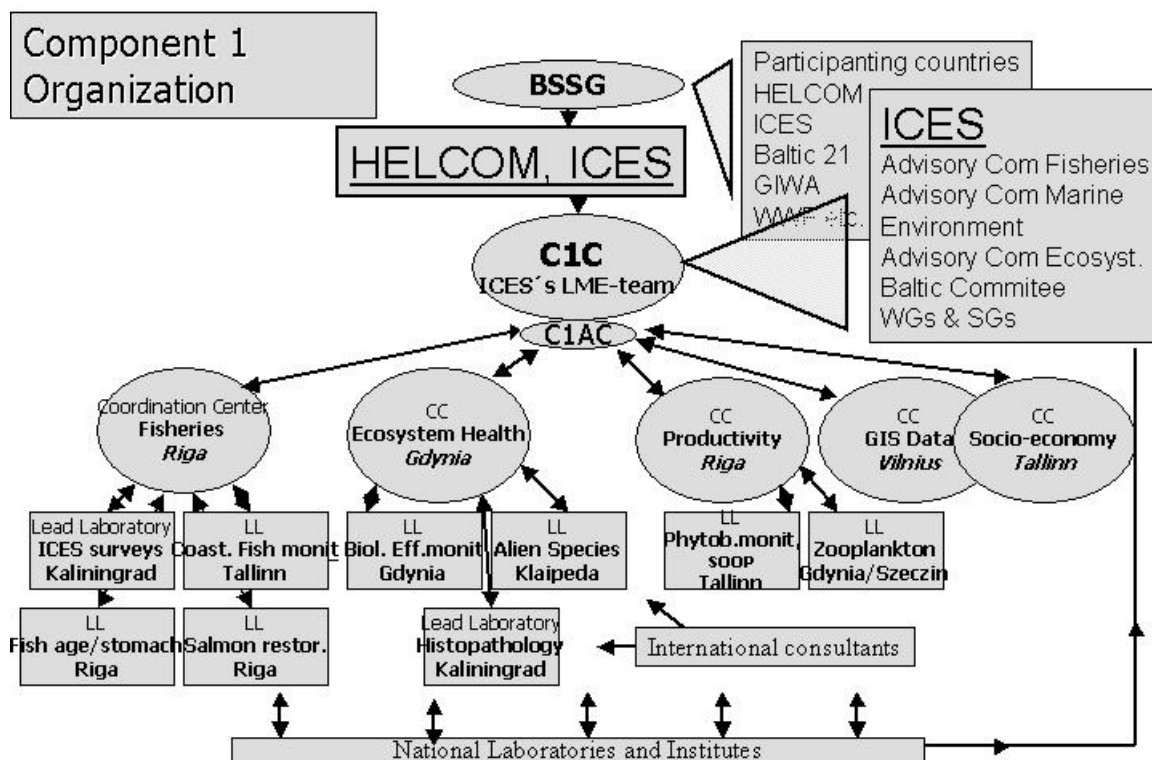 Component 1
Organization
BSSG
HELCOM, ICES
Participanting countries
HELCOM
ICES
Baltic 21
GIWA
WWF etc.
ICES
Advisory Com Fisheries
Advisory Com Marine
Environment
Advisory Com Ecosyst.
Baltic Commitee
WGs & SGs
C1C
ICES´s LME-team
C1AC
Coordination Center
Fisheries
Riga
CC
Ecosystem Health
Gdynia
CC
Productivity
Riga
CC
GIS Data
Vilnius
CC
Socio-economy
Tallinn
Lead Laboratory
ICES surveys
Kaliningrad
LL
Coast. Fish monit
Tallinn
LL
Biol. Eff.monit
Gdynia
LL
Alien Species
Klaipeda
LL
Phytob.monit,
soop
Tallinn
LL
Zooplankton
Gdynia/Szeczin
LL
Fish age/stomach
Riga
LL
Salmon restor.
Riga
Lead Laboratory
Histopathology
Kaliningrad
International consultants
National Laboratories and Institutes